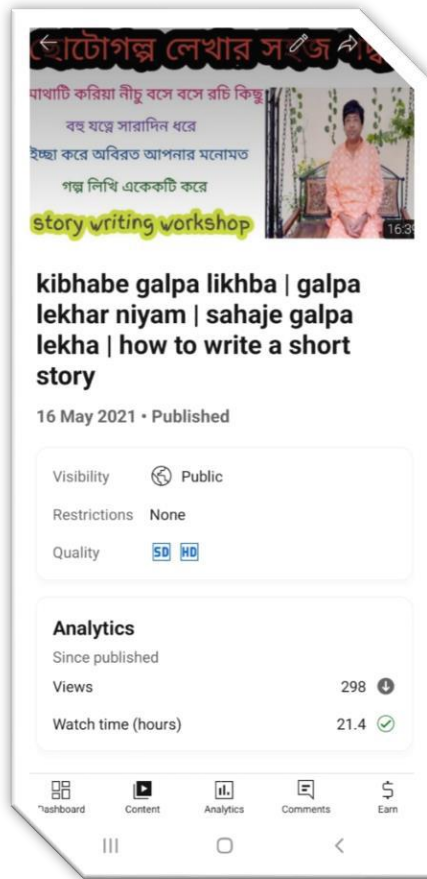 ছোটোগল্প লেখার সহজ
মাথাটি করিয়া নীচু বসে বসে রচি কিছু
বহু যত্নে সারাদিন ধরে
ইচ্ছা করে অবিরত আপনার মনোমত
গল্প লিখি একেকটি করে
story writing workshop
16:39
kibhabe galpa likhba | galpa
lekhar niyam | sahaje galpa
lekha | how to write a short
story
16 May 2021 • Published
Visibility Public
Restrictions None
Quality SD HD
Analytics
Since published
Views 298
Watch time (hours) 21.4
Dashboard Content Analytics Comments Earn